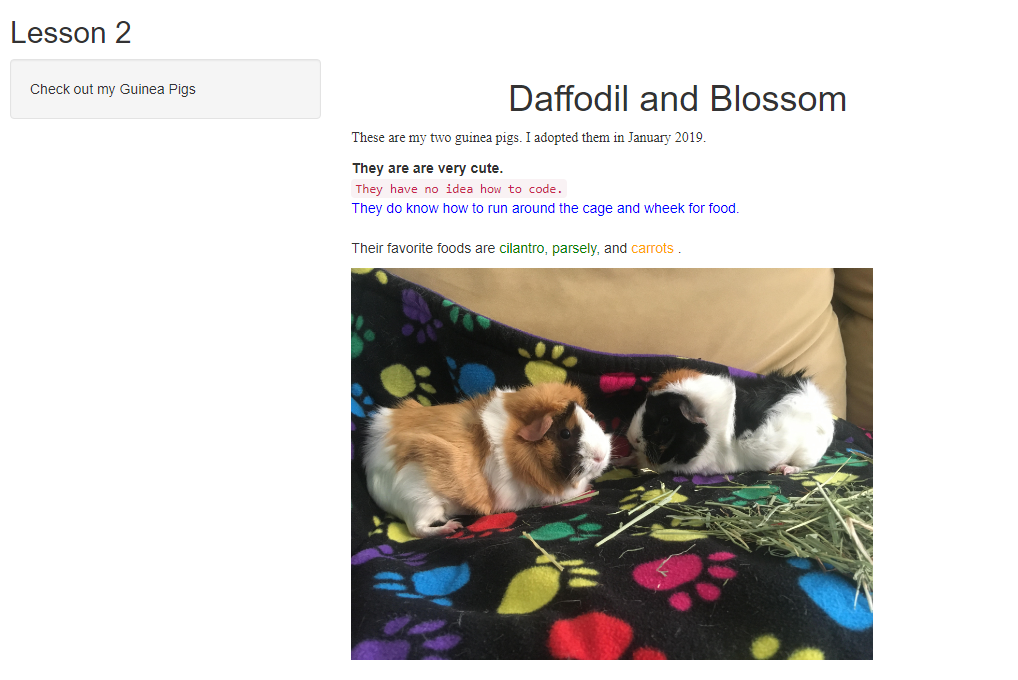 Lesson 2
Check out my Guinea Pigs
Daffodil and Blossom
These are my two guinea pigs. I adopted them in January 2019.
They are are very cute.
They have no idea how to code.
They do know how to run around the cage and wheek for food.
Their favorite foods are cilantro, parsely, and carrots .